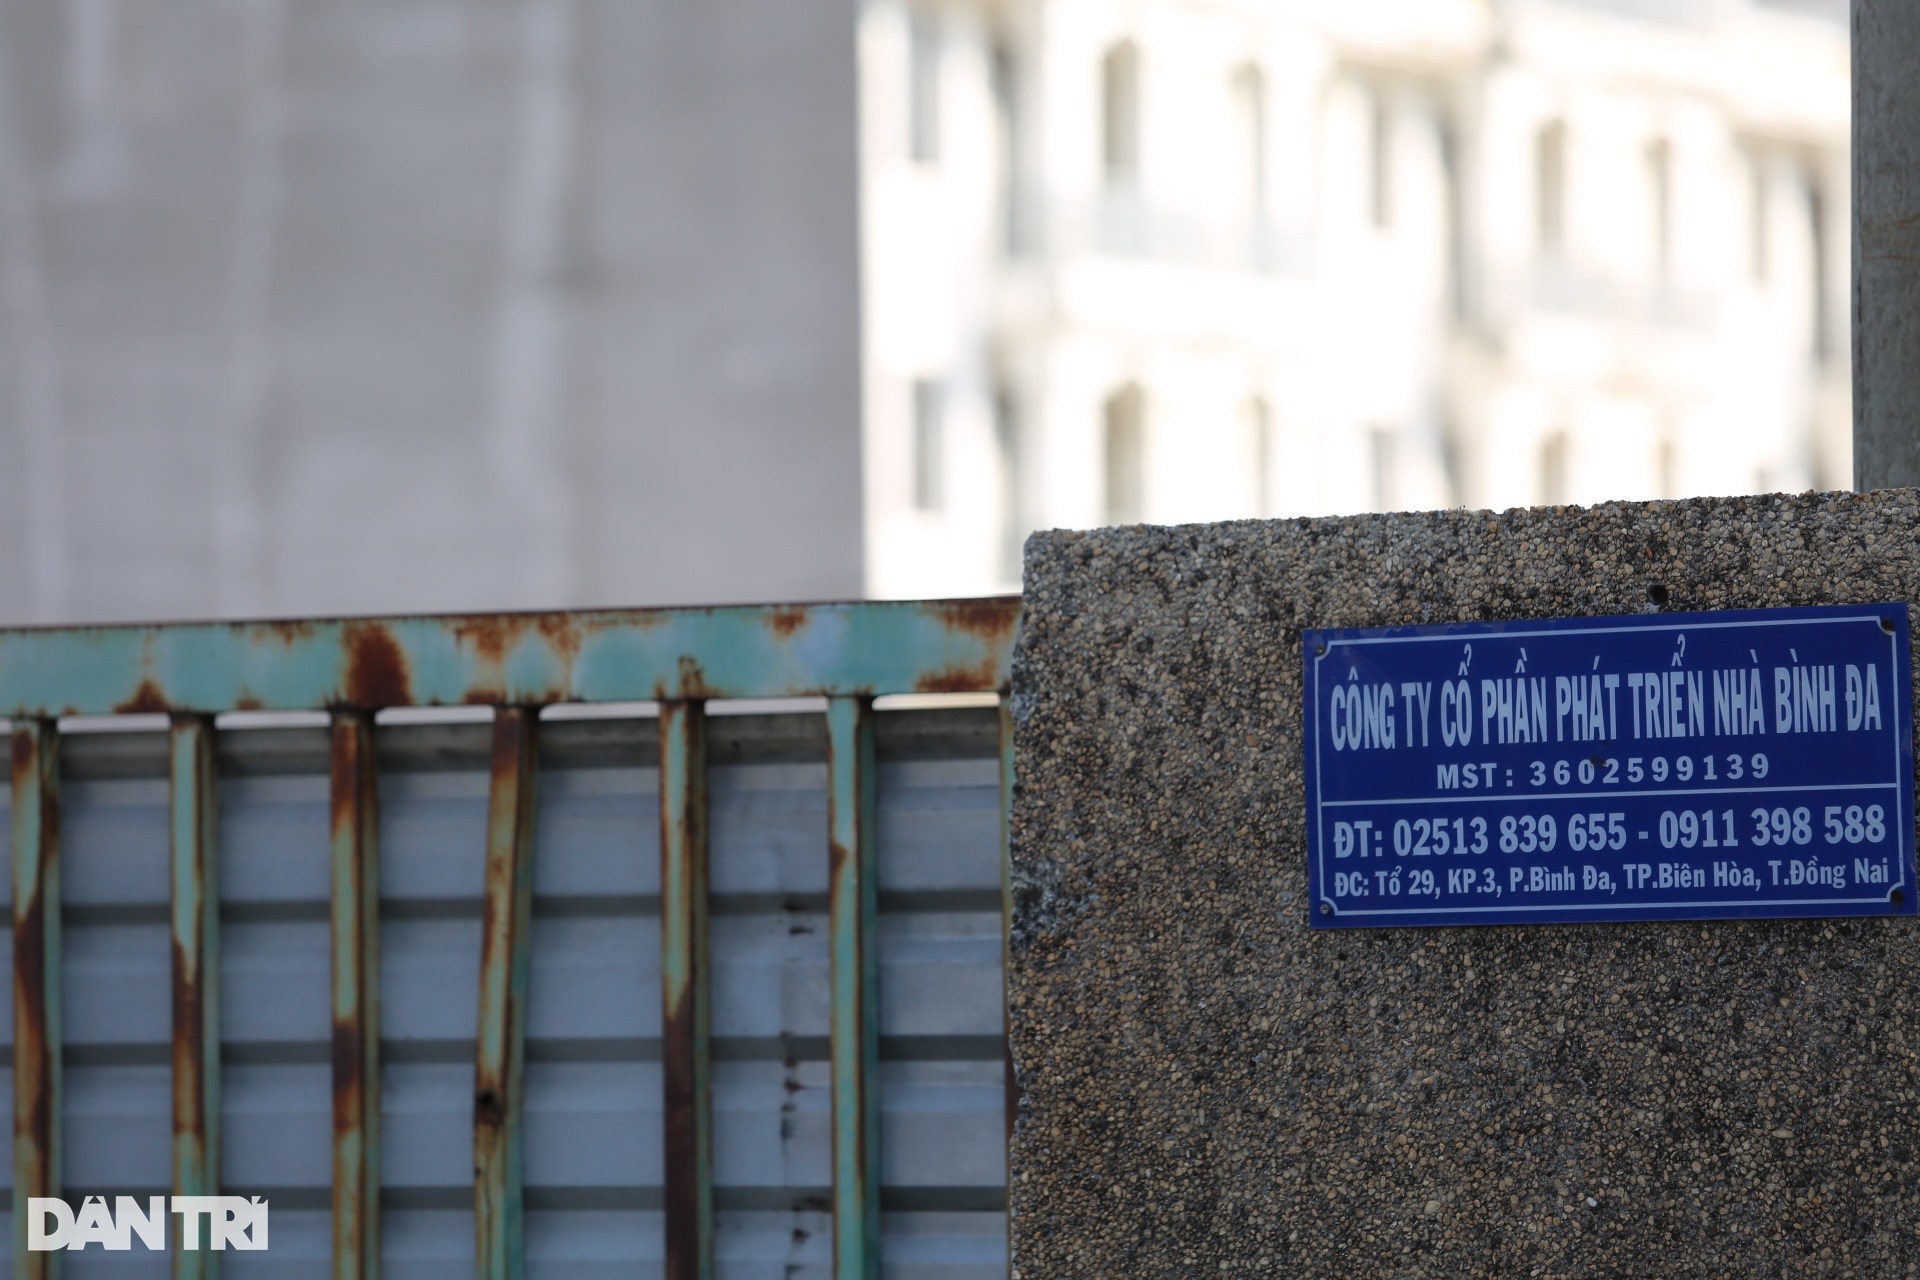 CÔNG TY CỔ PHẦN PHÁT TRIỂN NHÀ BÌNH ĐA
MST: 3602599139
ĐT: 02513 839 655 - 0911 398 588
ĐC: Tổ 29, KP.3, P.Bình Đa, TP.Biên Hòa, T.Đồng Nai
DÂN TRÍ